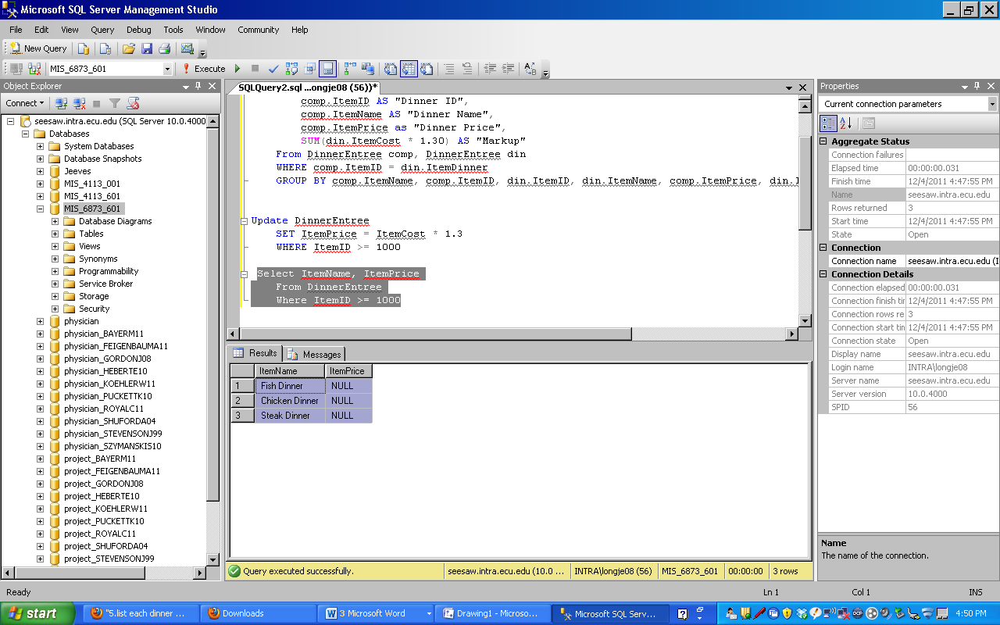 Microsoft SQL Server Management Studio
File Edit View Query Debug Tools Window Community Help
New Query
MIS_6873_601 Execute
Object Explorer
Connect
seesaw.intra.ecu.edu (SQL Server 10.0.4000
Databases
System Databases
Database Snapshots
Jeeves
MIS_4113_001
MIS_4113_601
MIS_6873_601
Database Diagrams
Tables
Views
Synonyms
Programmability
Service Broker
Storage
Security
physician
physician_BAYERM11
physician_FEIGENBAUMA11
physician_GORDONJ08
physician_HEBERTE10
physician_KOEHLERW11
physician_PUCKETTK10
physician_ROYALC11
physician_SHUFORDA04
physician_STEVENSONJ99
physician_SZYMANSKIS10
project_BAYERM11
project_FEIGENBAUMA11
project_GORDONJ08
project_HEBERTE10
project_KOEHLERW11
project_PUCKETTK10
project_ROYALC11
project_SHUFORDA04
project_STEVENSONJ99
SQLQuery2.sql ...ongje08 (56))*
comp.ItemID AS "Dinner ID",
comp.ItemName AS "Dinner Name",
comp.ItemPrice as "Dinner Price",
SUM(din.ItemCost * 1.30) AS "Markup"
From DinnerEntree comp, DinnerEntree din
WHERE comp.ItemID = din.ItemDinner
GROUP BY comp.ItemName, comp.ItemID, din.ItemID, din.ItemName, comp.ItemPrice, din.I
Update DinnerEntree
SET ItemPrice = ItemCost * 1.3
WHERE ItemID >= 1000
Select ItemName, ItemPrice
From DinnerEntree
Where ItemID >= 1000
Results Messages
ItemName ItemPrice
1 Fish Dinner NULL
2 Chicken Dinner NULL
3 Steak Dinner NULL
Query executed successfully. seesaw.intra.ecu.edu (10.0 ... INTRA\longje08 (56) MIS_6873_601 00:00:00 3 rows
Properties
Current connection parameters
Aggregate Status
Connection failures
Elapsed time 00:00:00.031
Finish time 12/4/2011 4:47:55 PM
Name seesaw.intra.ecu.edu
Rows returned 3
Start time 12/4/2011 4:47:55 PM
State Open
Connection
Connection name seesaw.intra.ecu.edu (I
Connection Details
Connection elapsed 00:00:00.031
Connection finish tir 12/4/2011 4:47:55 PM
Connection rows re 3
Connection start tir 12/4/2011 4:47:55 PM
Connection state Open
Display name seesaw.intra.ecu.edu
Login name INTRA\longje08
Server name seesaw.intra.ecu.edu
Server version 10.0.4000
SPID 56
Name
The name of the connection.
Ready Ln 1 Col 1 INS
start "5.list each dinner ... Downloads 3 Microsoft Word Drawing1 - Microso... Microsoft SQL Serv... 4:50 PM